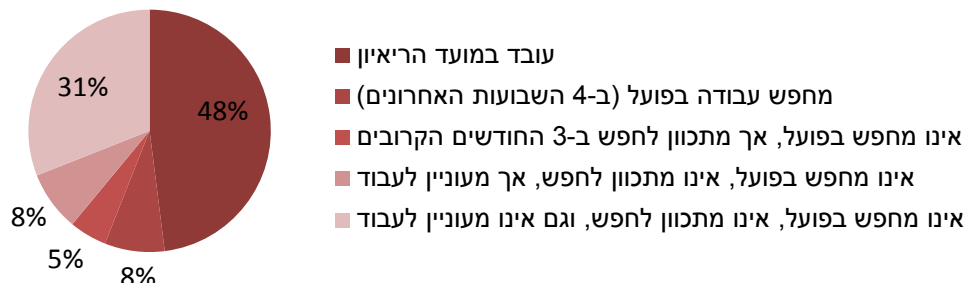 עובד במועד הריאיון
מחפש עבודה בפועל (ב-4 השבועות האחרונים)
אינו מחפש בפועל, אך מתכוון לחפש ב-3 החודשים הקרובים
אינו מחפש בפועל, אינו מתכוון לחפש, אך מעוניין לעבוד
אינו מחפש בפועל, אינו מתכוון לחפש, וגם אינו מעוניין לעבוד
31%
48%
8%
5%
8%